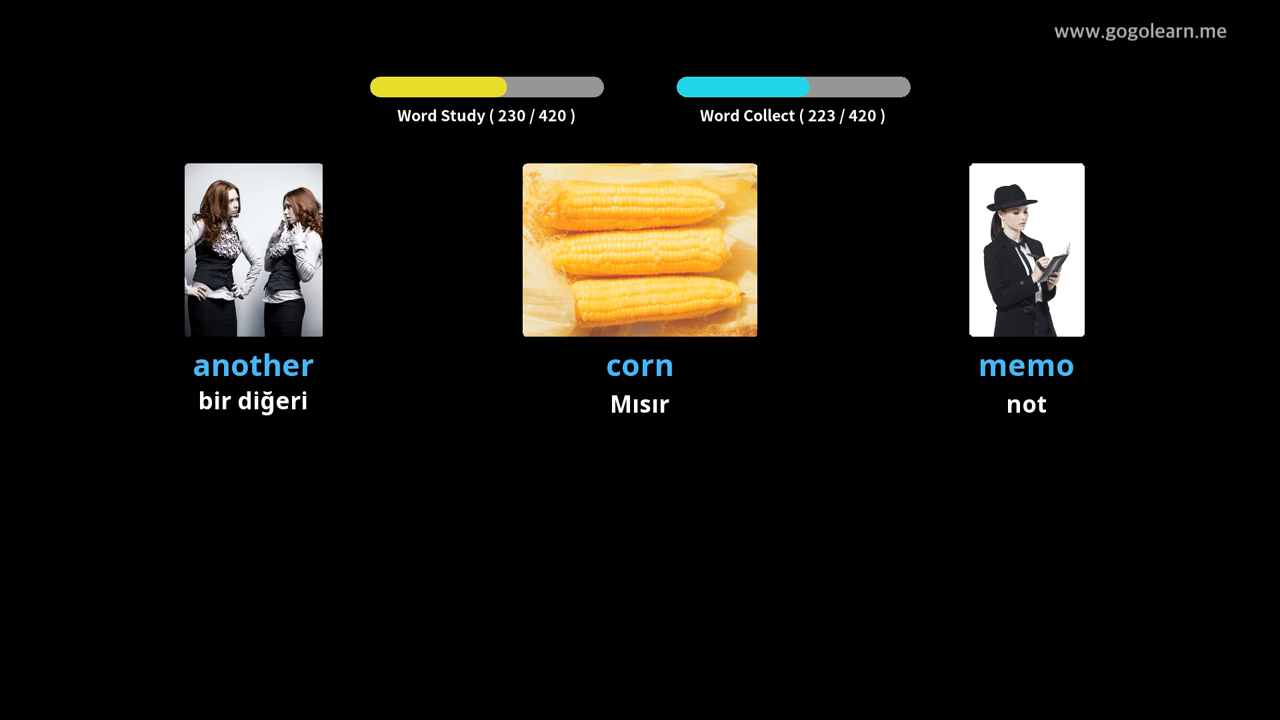 www.gogolearn.me
Word Study ( 230 / 420 )
Word Collect ( 223 / 420 )
another
bir diğeri
corn
Mısır
memo
not